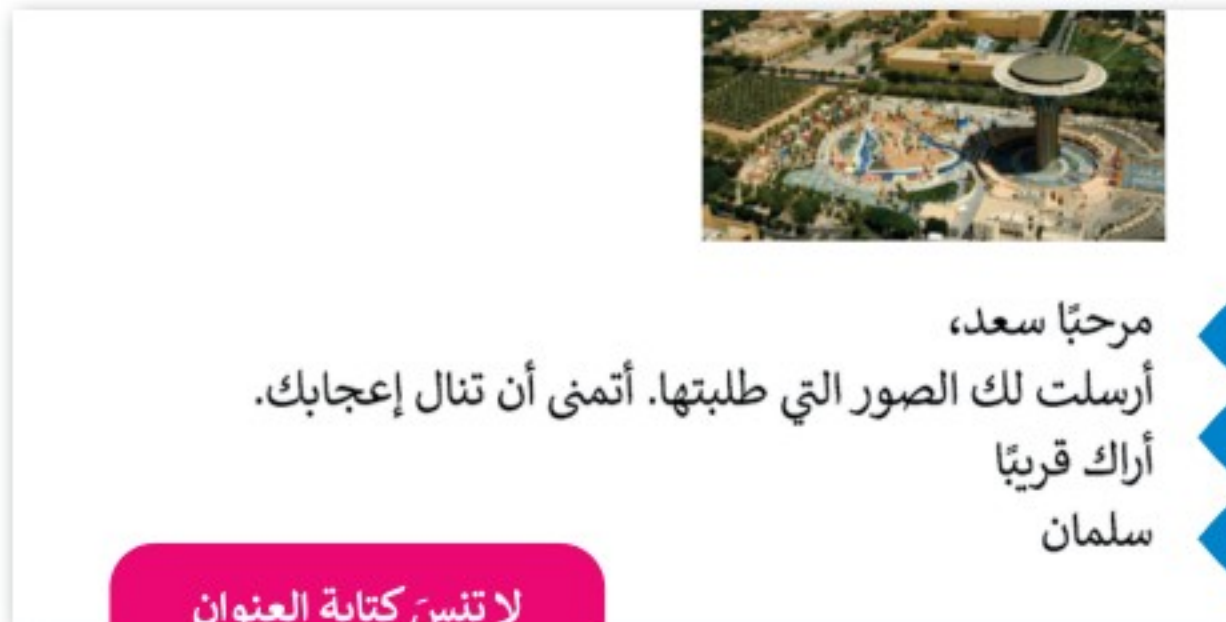 مرحبًا سعد،
أرسلت لك الصور التي طلبتها. أتمنى أن تنال إعجابك.
أراك قريبًا
سلمان
لا تنسَ كتابة العنوان